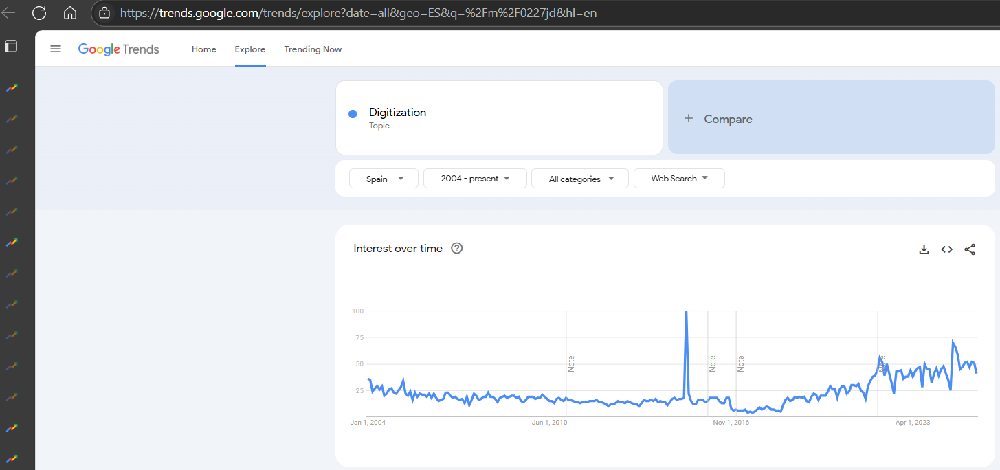 https://trends.google.com/trends/explore?date=all&geo=ES&q=%2Fm%2F0227jd&hl=en
Google Trends Home Explore Trending Now
Digitization
Topic
+ Compare
Spain 2004 - present All categories Web Search
Interest over time ?
100
75
50
25
Note
Note
Note
Note
Jan 1, 2004 Jun 1, 2010 Nov 1, 2016 Apr 1, 2023